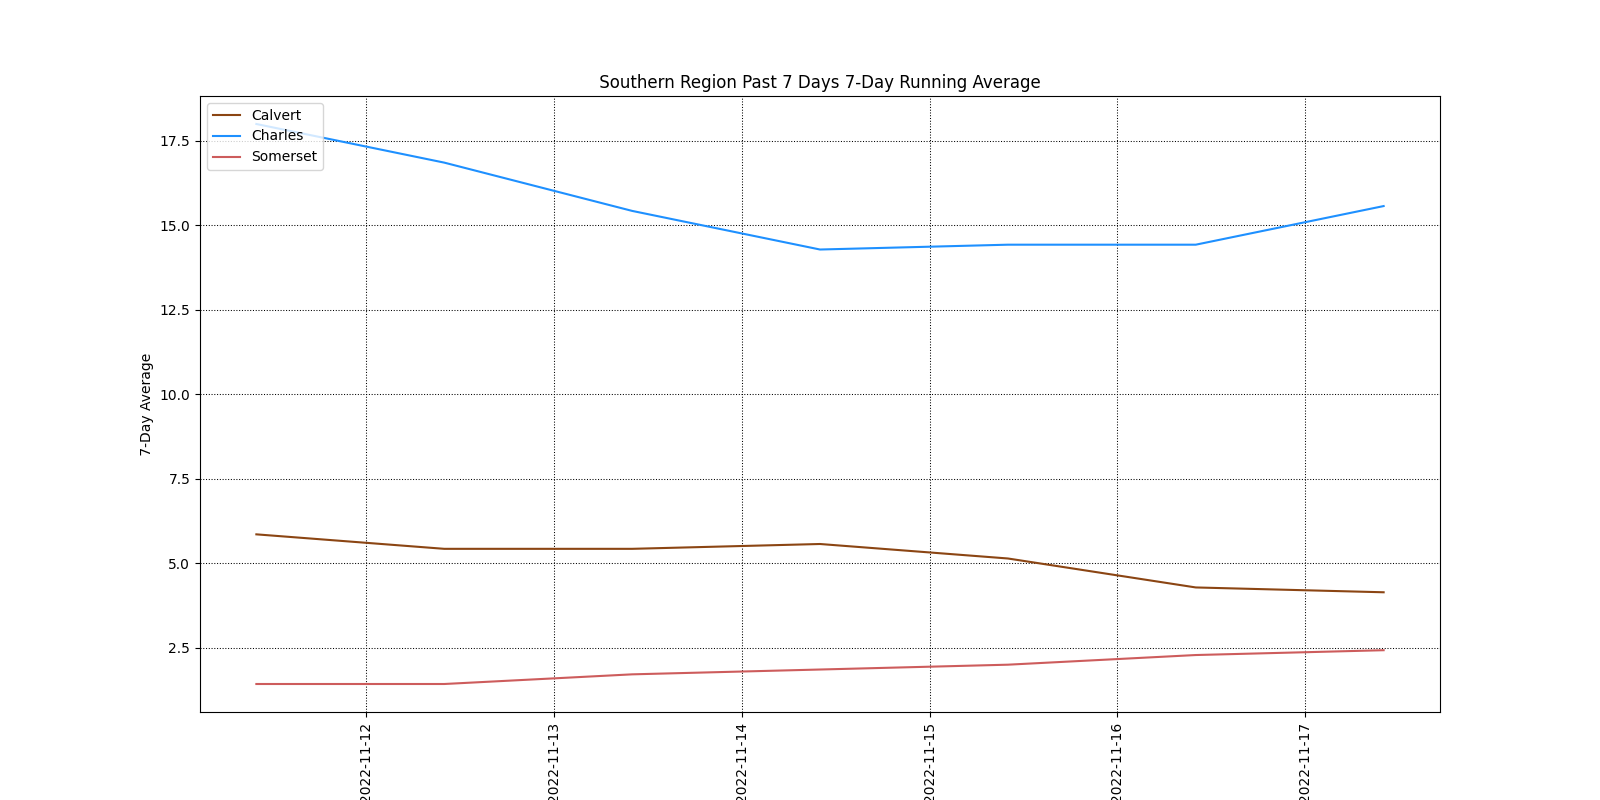 Southern Region Past 7 Days 7-Day Running Average
Calvert
Charles
Somerset
17.5
15.0
12.5
10.0
7.5
5.0
2.5
7-Day Average
2022-11-12
2022-11-13
2022-11-14
2022-11-15
2022-11-16
2022-11-17